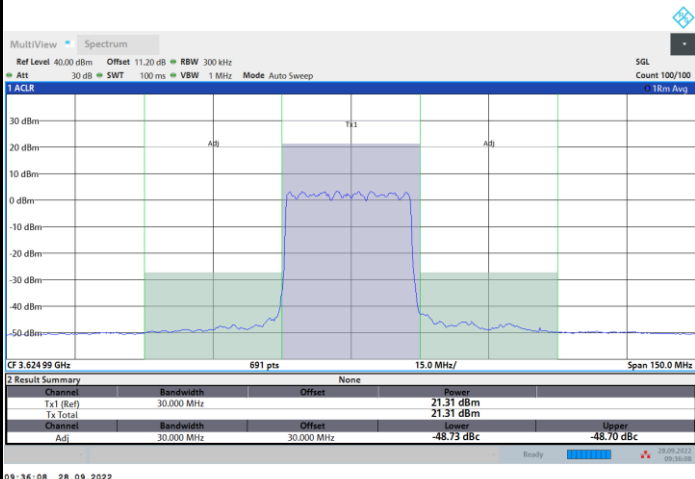 MultiView Spectrum
Ref Level 40.00 dBm Offset 11.20 dB RBW 300 kHz SGL
Att 30 dB SWT 100 ms VBW 1 MHz Mode Auto Sweep Count 100/100
1 ACLR 1Rm Avg
30 dBm
Tx1
20 dBm
Adj Adj
10 dBm
0 dBm
-10 dBm
-20 dBm
-30 dBm
-40 dBm
-50 dBm
CF 3.624 99 GHz 691 pts 15.0 MHz/ Span 150.0 MHz
2 Result Summary None
Channel Bandwidth Offset Power
Tx1 (Ref) 30.000 MHz 21.31 dBm
Tx Total 21.31 dBm
Channel Bandwidth Offset Lower Upper
Adj 30.000 MHz 30.000 MHz -48.73 dBc -48.70 dBc
Ready 28.09.2022
09:36:08
09:36:08 28.09.2022